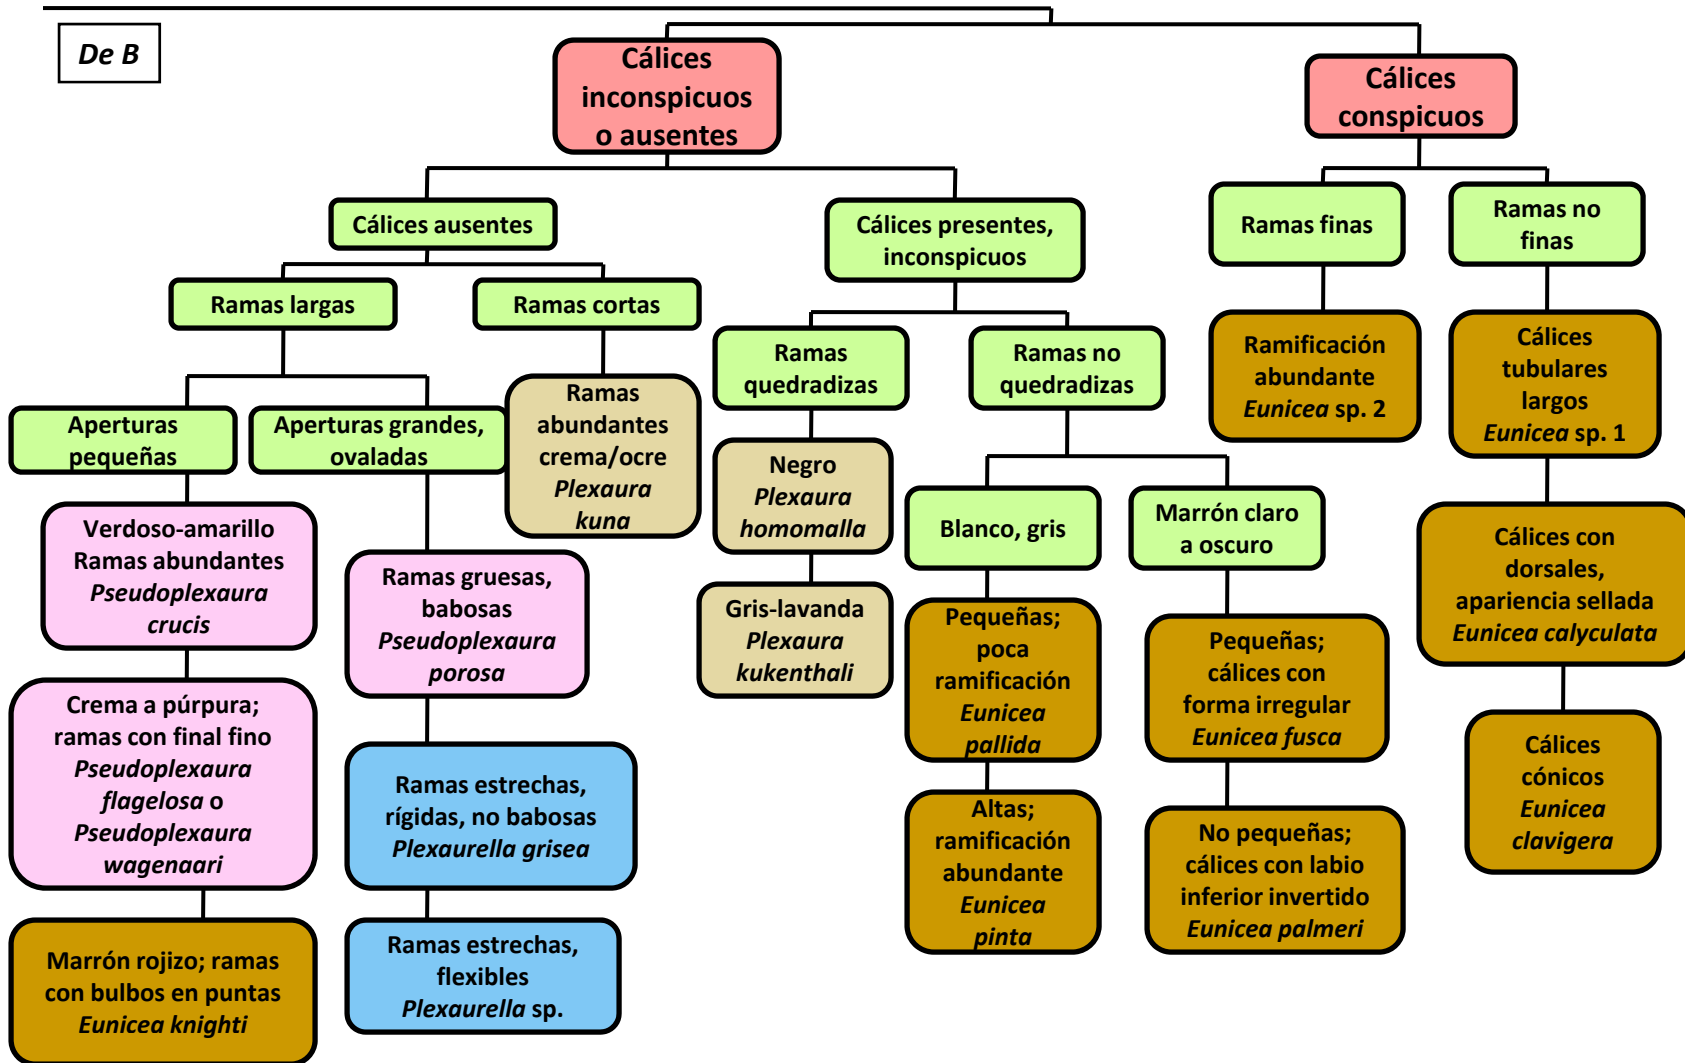 De B
Cálices
inconspicuos
o ausentes
Cálices
conspicuos
Cálices ausentes
Cálices presentes,
inconspicuos
Ramas finas
Ramas no
finas
Ramas largas
Ramas cortas
Ramas
quedradizas
Ramas no
quedradizas
Ramificación
abundante
Eunicea sp. 2
Cálices
tubulares
largos
Eunicea sp. 1
Aperturas
pequeñas
Aperturas grandes,
ovaladas
Ramas
abundantes
crema/ocre
Plexaura
kuna
Negro
Plexaura
homomalla
Blanco, gris
Marrón claro
a oscuro
Verdoso-amarillo
Ramas abundantes
Pseudoplexaura
crucis
Ramas gruesas,
babosas
Pseudoplexaura
porosa
Gris-lavanda
Plexaura
kukenthali
Pequeñas;
poca
ramificación
Eunicea
pallida
Pequeñas;
cálices con
forma irregular
Eunicea fusca
Cálices con
dorsales,
apariencia sellada
Eunicea calyculata
Crema a púrpura;
ramas con final fino
Pseudoplexaura
flagelosa o
Pseudoplexaura
wagenaari
Ramas estrechas,
rígidas, no babosas
Plexaurella grisea
Altas;
ramificación
abundante
Eunicea
pinta
No pequeñas;
cálices con labio
inferior invertido
Eunicea palmeri
Cálices
cónicos
Eunicea
clavigera
Marrón rojizo; ramas
con bulbos en puntas
Eunicea knighti
Ramas estrechas,
flexibles
Plexaurella sp.